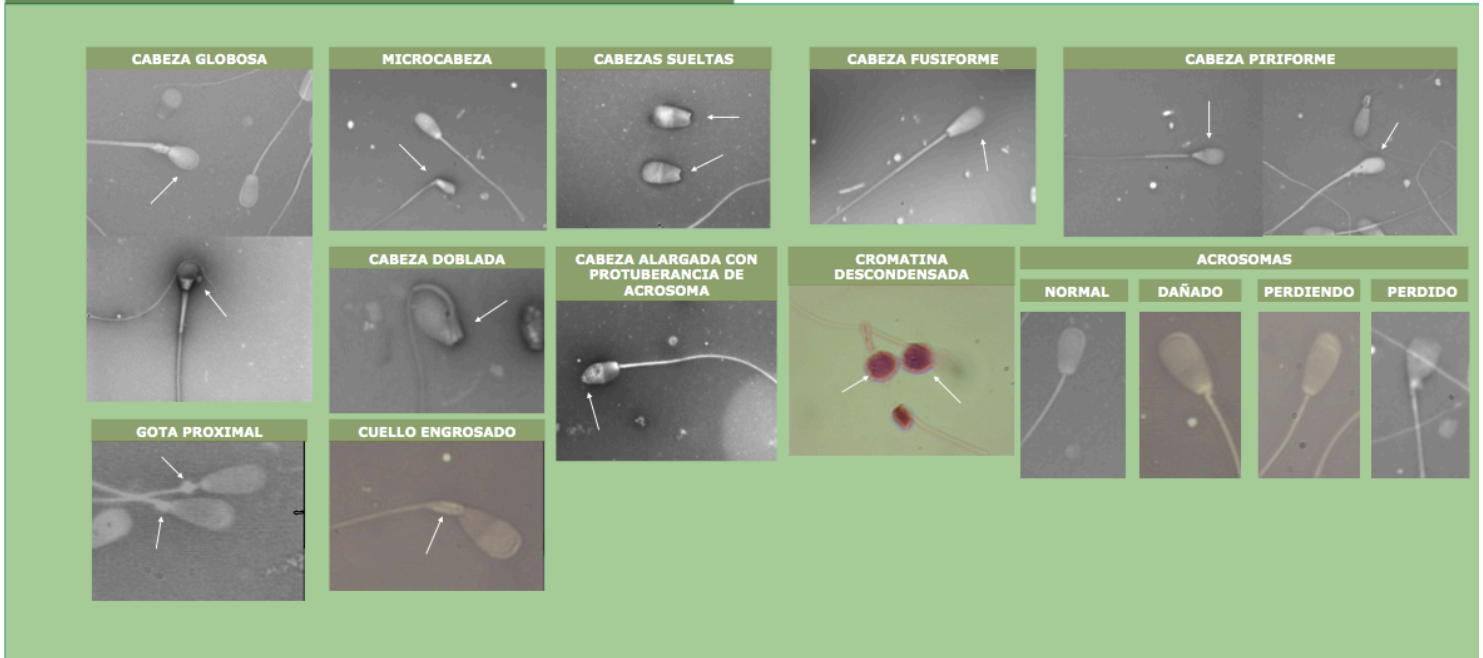 CABEZA GLOBOSA
MICROCABEZA
CABEZAS SUELTAS
CABEZA FUSIFORME
CABEZA PIRIFORME
CABEZA DOBLADA
CABEZA ALARGADA CON
PROTUBERANCIA DE
ACROSOMA
CROMATINA
DESCONDENSADA
ACROSOMAS
NORMAL
DAÑADO
PERDIENDO
PERDIDO
GOTA PROXIMAL
CUELLO ENGROSADO